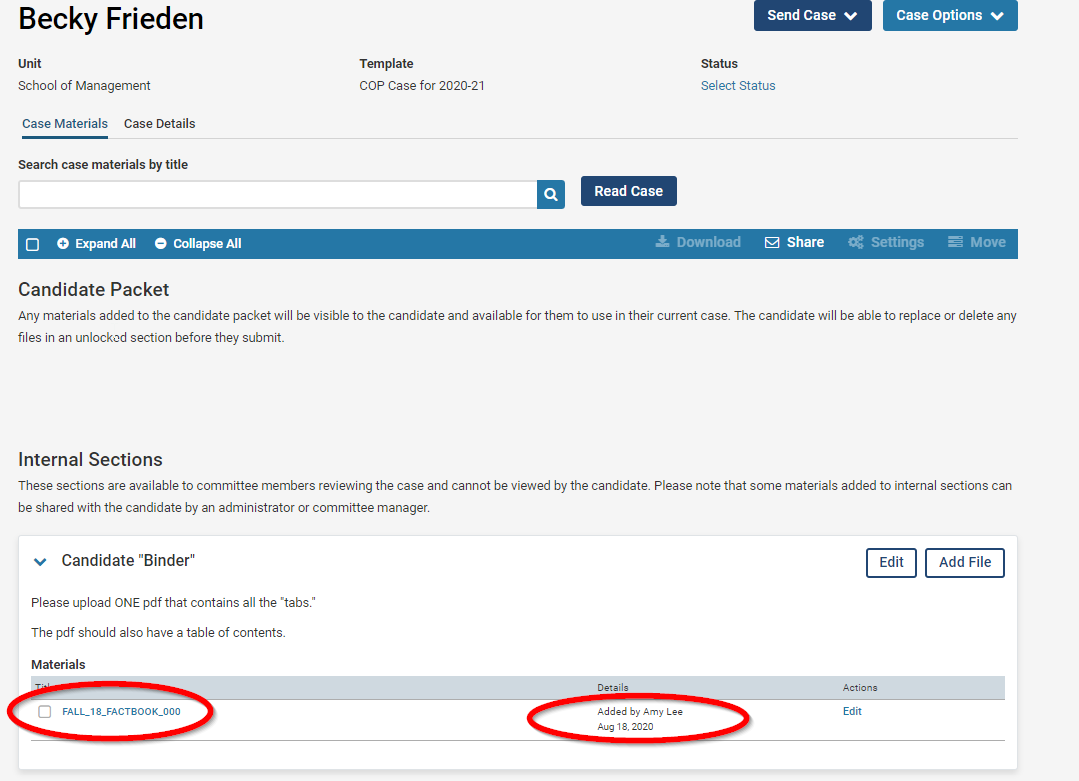 Becky Frieden
Send Case
Case Options
Unit
Template
Status
School of Management
COP Case for 2020-21
Select Status
Case Materials
Case Details
Search case materials by title
Read Case
Expand All
Collapse All
Download
Share
Settings
Move
Candidate Packet
Any materials added to the candidate packet will be visible to the candidate and available for them to use in their current case. The candidate will be able to replace or delete any
files in an unlocked section before they submit.
Internal Sections
These sections are available to committee members reviewing the case and cannot be viewed by the candidate. Please note that some materials added to internal sections can
be shared with the candidate by an administrator or committee manager.
Candidate "Binder"
Edit
Add File
Please upload ONE pdf that contains all the "tabs."
The pdf should also have a table of contents.
Materials
Details
Actions
FALL_18_FACTBOOK_000
Added by Amy Lee
Edit
Aug 18, 2020